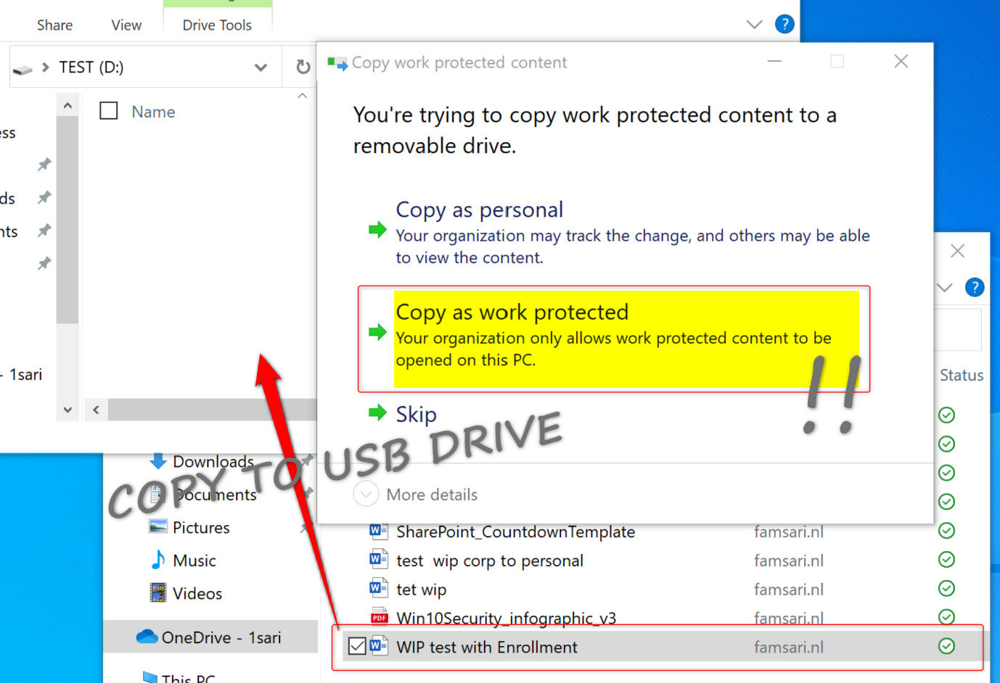 Share
View
Drive Tools
?
TEST (D:)
Name
ess
ds
nts
- 1sari
Copy work protected content
You're trying to copy work protected content to a
removable drive.
Copy as personal
Your organization may track the change, and others may be able
to view the content.
Copy as work protected
Your organization only allows work protected content to be
opened on this PC.
!!
Skip
COPY TO USB DRIVE
More details
?
Status
Downloads
Documents
Pictures
Music
Videos
OneDrive - 1sari
This PC
SharePoint_CountdownTemplate famsari.nl
test wip corp to personal famsari.nl
tet wip famsari.nl
PDF Win10Security_infographic_v3 famsari.nl
WIP test with Enrollment famsari.nl